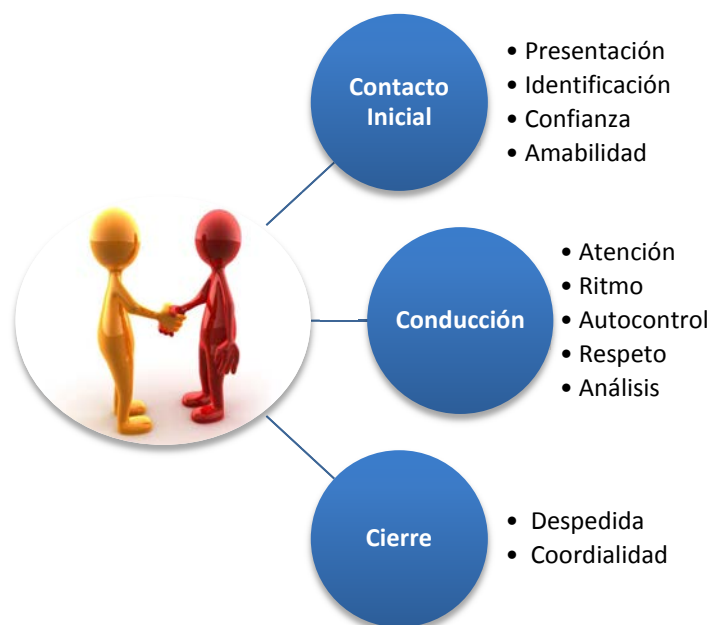 Contacto
Inicial
• Presentación
• Identificación
• Confianza
• Amabilidad
Conducción
• Atención
• Ritmo
• Autocontrol
• Respeto
• Análisis
Cierre
• Despedida
• Coordialidad